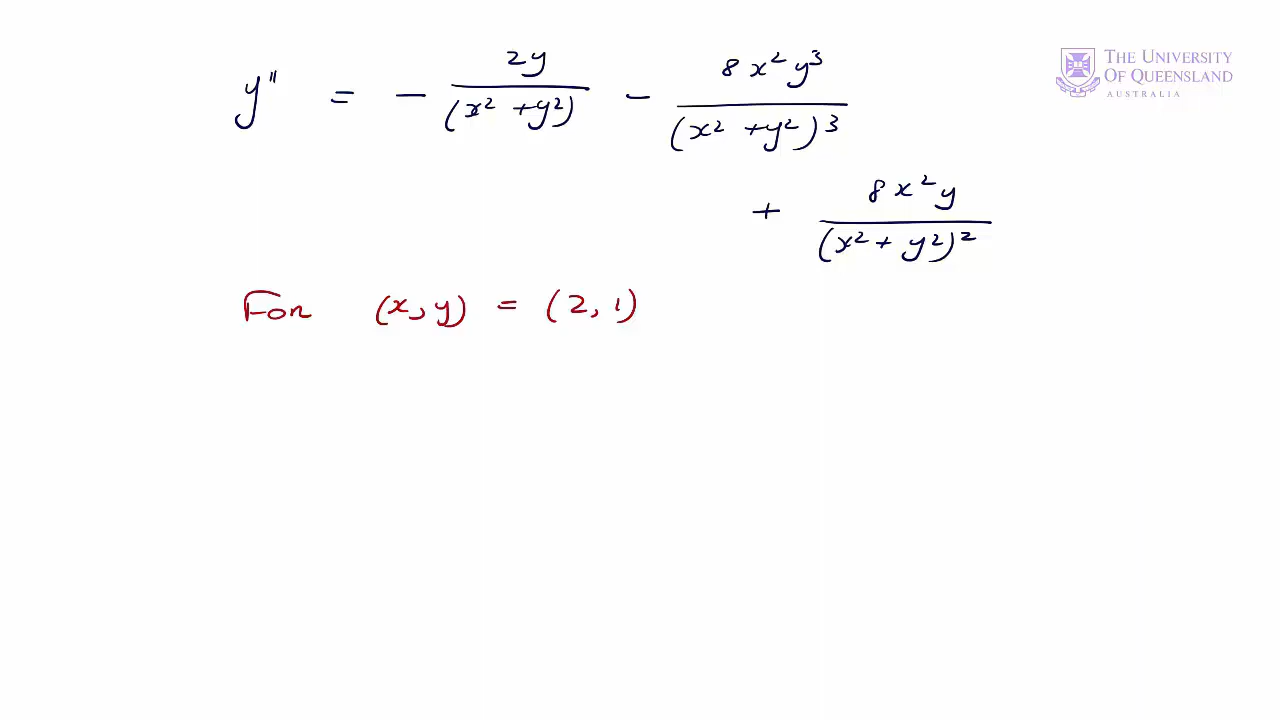 y'' = - 2y/(x² + y²) - 8x²y³/(x² + y²)³
+ 8x²y/(x² + y²)²
For (x, y) = (2, 1)
THE UNIVERSITY
OF QUEENSLAND
AUSTRALIA